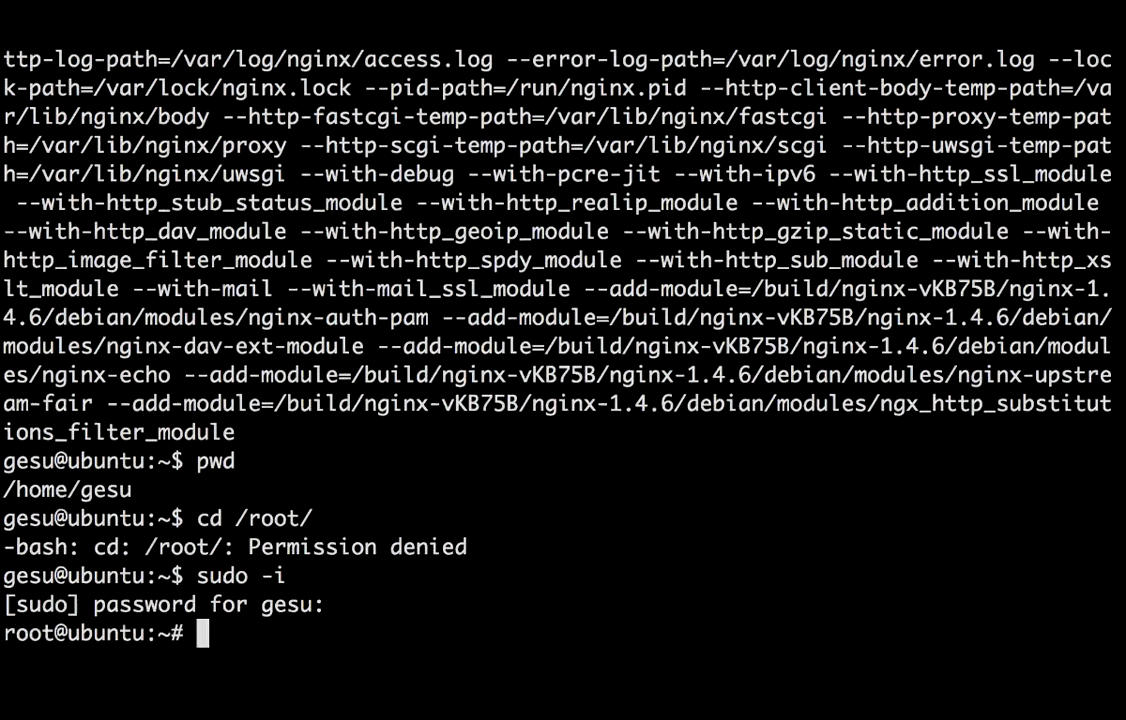 ttp-log-path=/var/log/nginx/access.log --error-log-path=/var/log/nginx/error.log --loc
k-path=/var/lock/nginx.lock --pid-path=/run/nginx.pid --http-client-body-temp-path=/va
r/lib/nginx/body --http-fastcgi-temp-path=/var/lib/nginx/fastcgi --http-proxy-temp-pat
h=/var/lib/nginx/proxy --http-scgi-temp-path=/var/lib/nginx/scgi --http-uwsgi-temp-pat
h=/var/lib/nginx/uwsgi --with-debug --with-pcre-jit --with-ipv6 --with-http_ssl_module
 --with-http_stub_status_module --with-http_realip_module --with-http_addition_module
--with-http_dav_module --with-http_geoip_module --with-http_gzip_static_module --with-
http_image_filter_module --with-http_spdy_module --with-http_sub_module --with-http_xs
lt_module --with-mail --with-mail_ssl_module --add-module=/build/nginx-vKB75B/nginx-1.
4.6/debian/modules/nginx-auth-pam --add-module=/build/nginx-vKB75B/nginx-1.4.6/debian/
modules/nginx-dav-ext-module --add-module=/build/nginx-vKB75B/nginx-1.4.6/debian/modul
es/nginx-echo --add-module=/build/nginx-vKB75B/nginx-1.4.6/debian/modules/nginx-upstre
am-fair --add-module=/build/nginx-vKB75B/nginx-1.4.6/debian/modules/ngx_http_substitut
ions_filter_module
gesu@ubuntu:~$ pwd
/home/gesu
gesu@ubuntu:~$ cd /root/
-bash: cd: /root/: Permission denied
gesu@ubuntu:~$ sudo -i
[sudo] password for gesu:
root@ubuntu:~#